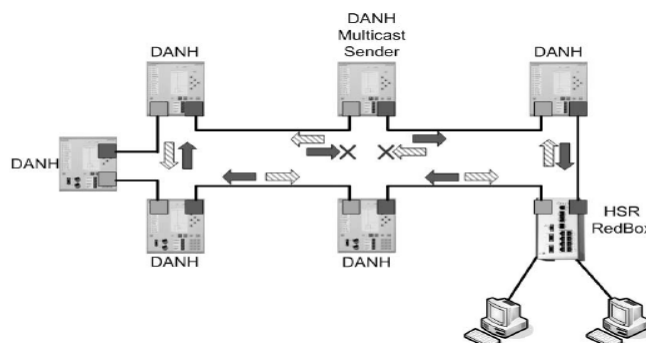 DANH
DANH
Multicast
Sender
DANH
DANH
HSR
RedBox
DANH
DANH